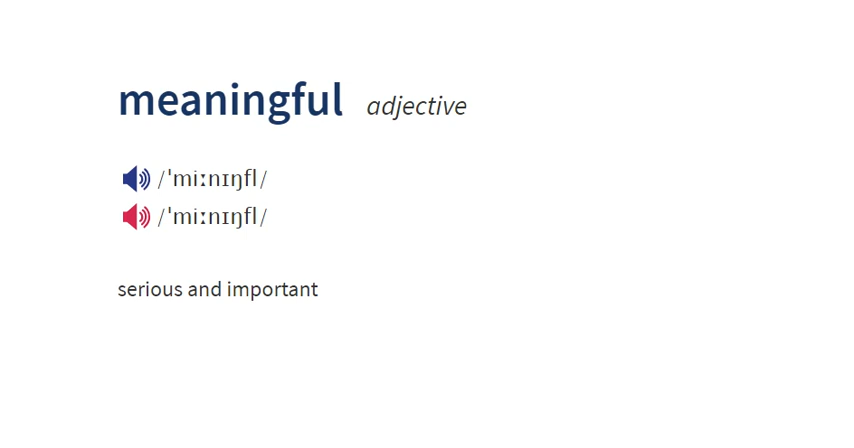 meaningful adjective
/ˈmiːnɪŋfl/
/ˈmiːnɪŋfl/
serious and important